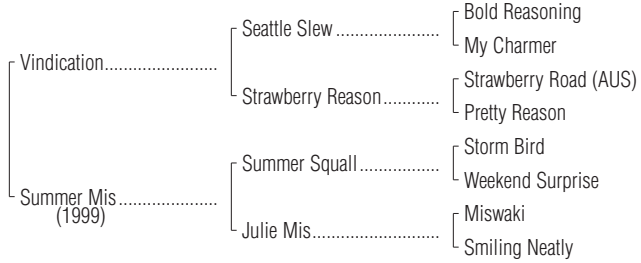 Bold Reasoning
Seattle Slew
My Charmer
Vindication
Strawberry Road (AUS)
Strawberry Reason
Pretty Reason
Storm Bird
Summer Squall
Weekend Surprise
Summer Mis
(1999)
Miswaki
Julie Mis
Smiling Neatly